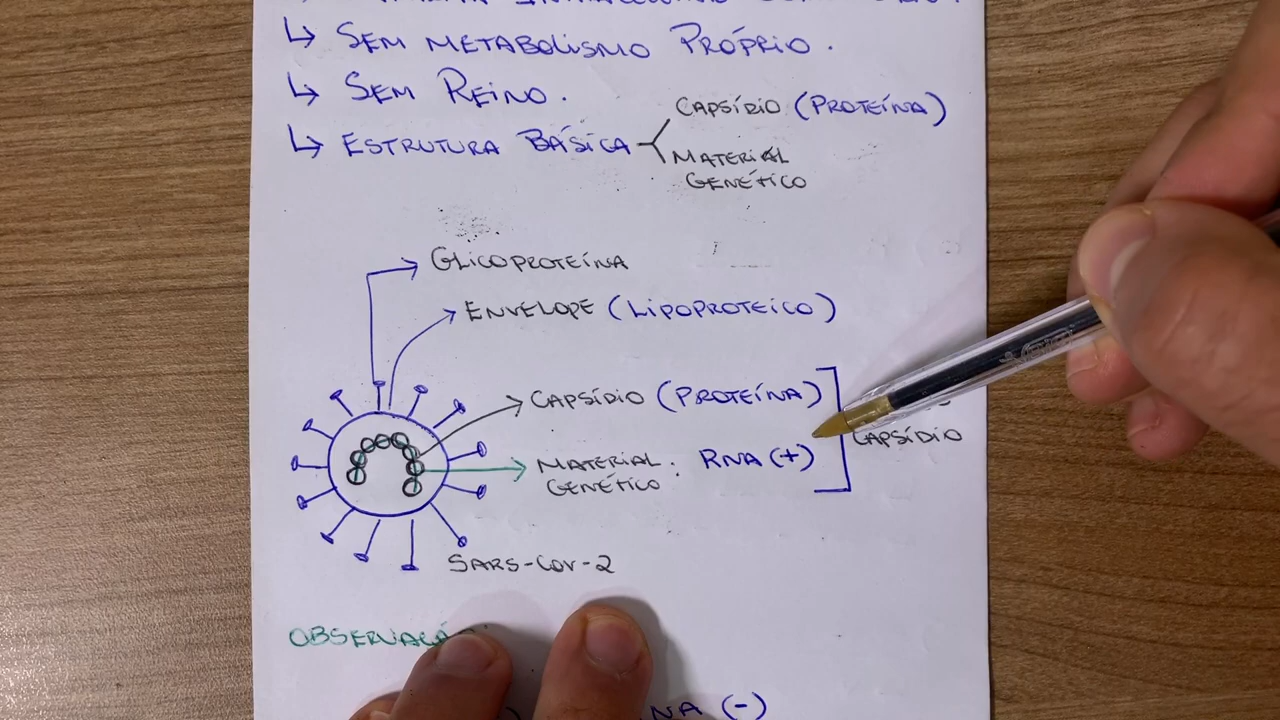 ↳ SEM METABOLISMO PRÓPRIO.
↳ SEM REINO.
CAPSÍDIO (PROTEÍNA)
↳ ESTRUTURA BÁSICA
MATERIAL
GENÉTICO
GLICOPROTEÍNA
ENVELOPE (LIPOPROTEICO)
CAPSÍDIO (PROTEÍNA)
MATERIAL : RNA (+)
GENÉTICO
CAPSÍDIO
SARS-COV-2
(-)